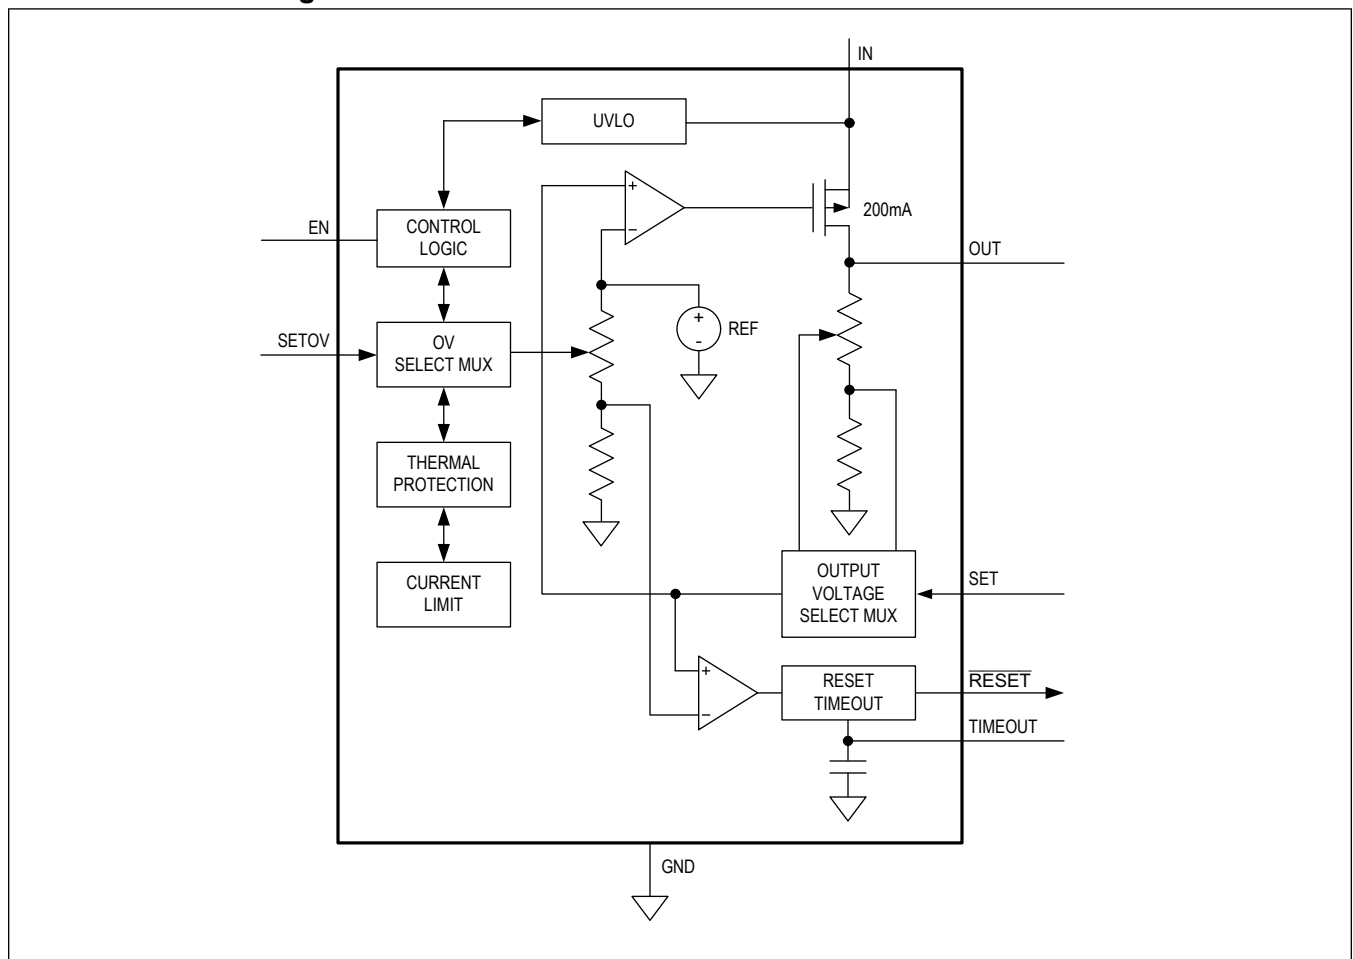 g
IN
UVLO
+
−
200mA
EN
CONTROL
LOGIC
OUT
SETOV
OV
SELECT MUX
+
-
REF
THERMAL
PROTECTION
CURRENT
LIMIT
OUTPUT
VOLTAGE
SELECT MUX
SET
+
−
RESET
TIMEOUT
RESET
TIMEOUT
GND